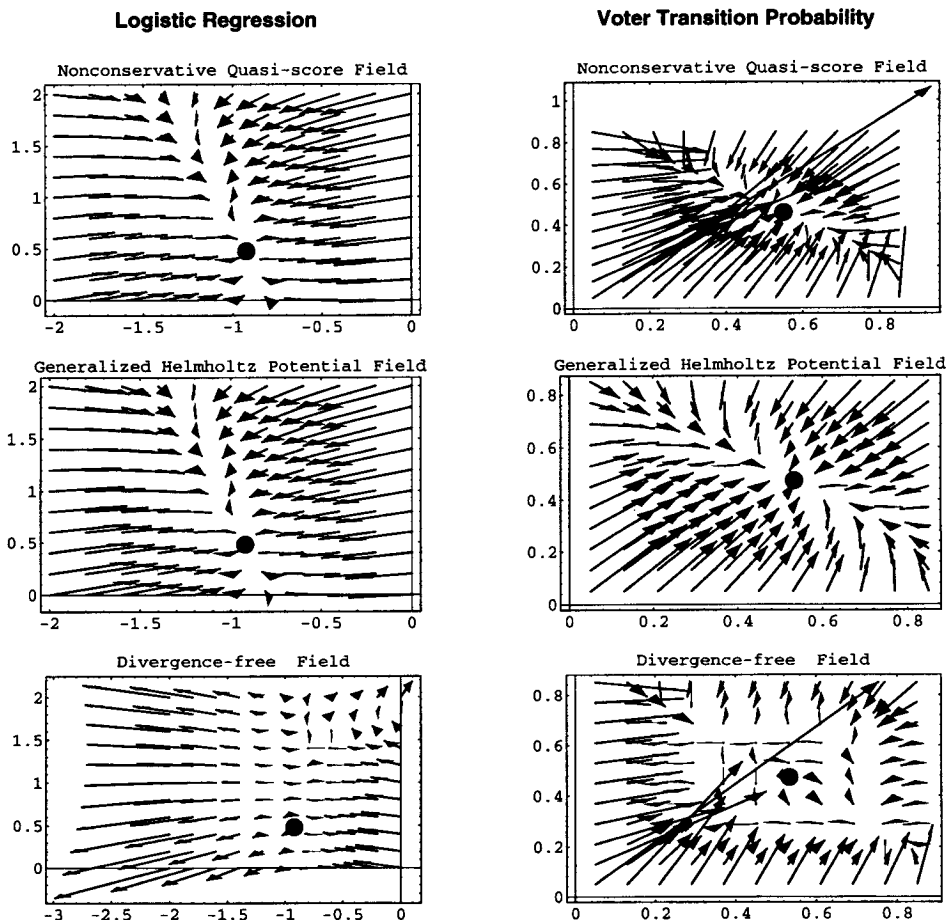 Logistic Regression
Voter Transition Probability
Nonconservative Quasi-score Field
2
1.5
1
0.5
0
-2 -1.5 -1 -0.5 0
Nonconservative Quasi-score Field
1
0.8
0.6
0.4
0.2
0
0 0.2 0.4 0.6 0.8
Generalized Helmholtz Potential Field
2
1.5
1
0.5
0
-2 -1.5 -1 -0.5 0
Generalized Helmholtz Potential Field
0.8
0.6
0.4
0.2
0
0 0.2 0.4 0.6 0.8
Divergence-free Field
2
1.5
1
0.5
0
-3 -2.5 -2 -1.5 -1 -0.5 0
Divergence-free Field
0.8
0.6
0.4
0.2
0
0 0.2 0.4 0.6 0.8